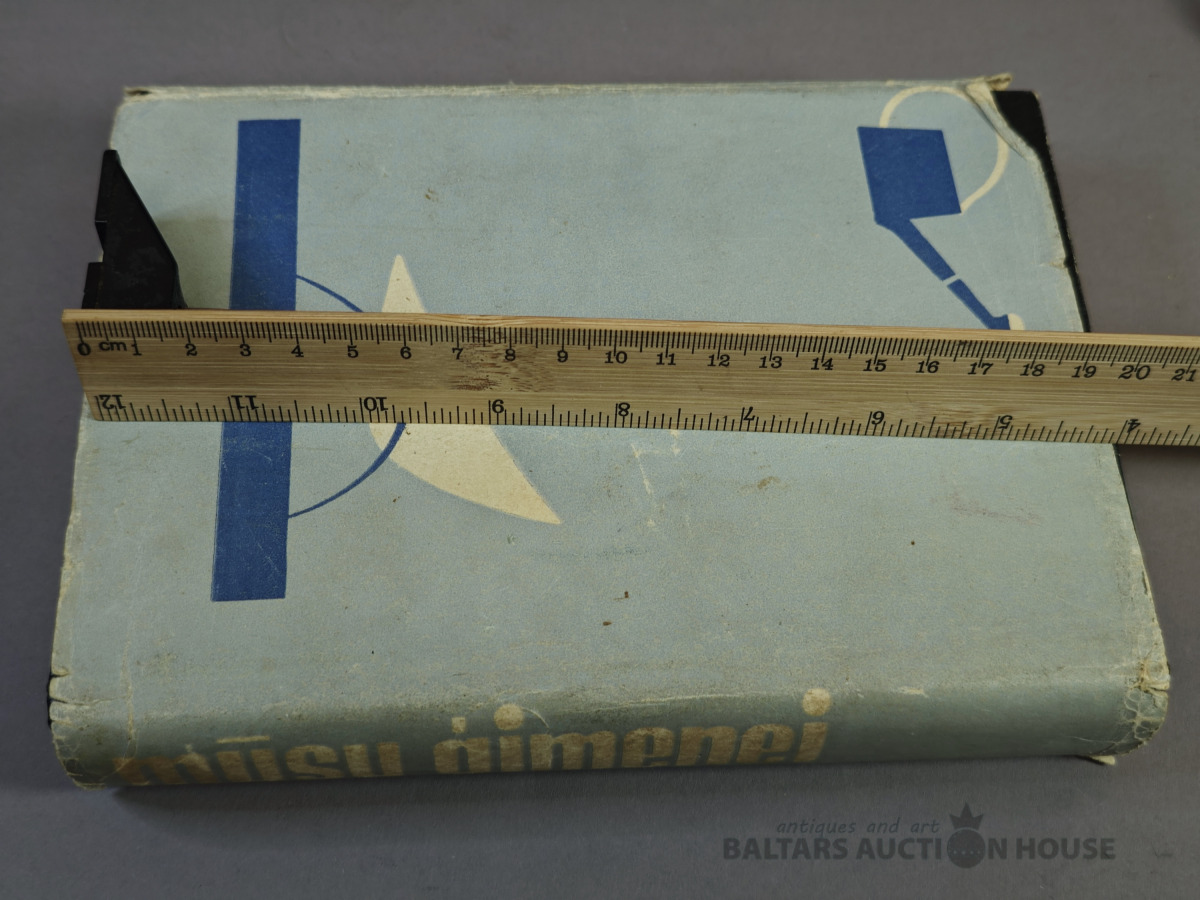 0 cm 1 2 3 4 5 6 7 8 9 10 11 12 13 14 15 16 17 18 19 20 21
12 11 10 9 8 7 6 5 4
mūsu ģimenei
antiques and art
BALTARS AUCTION HOUSE